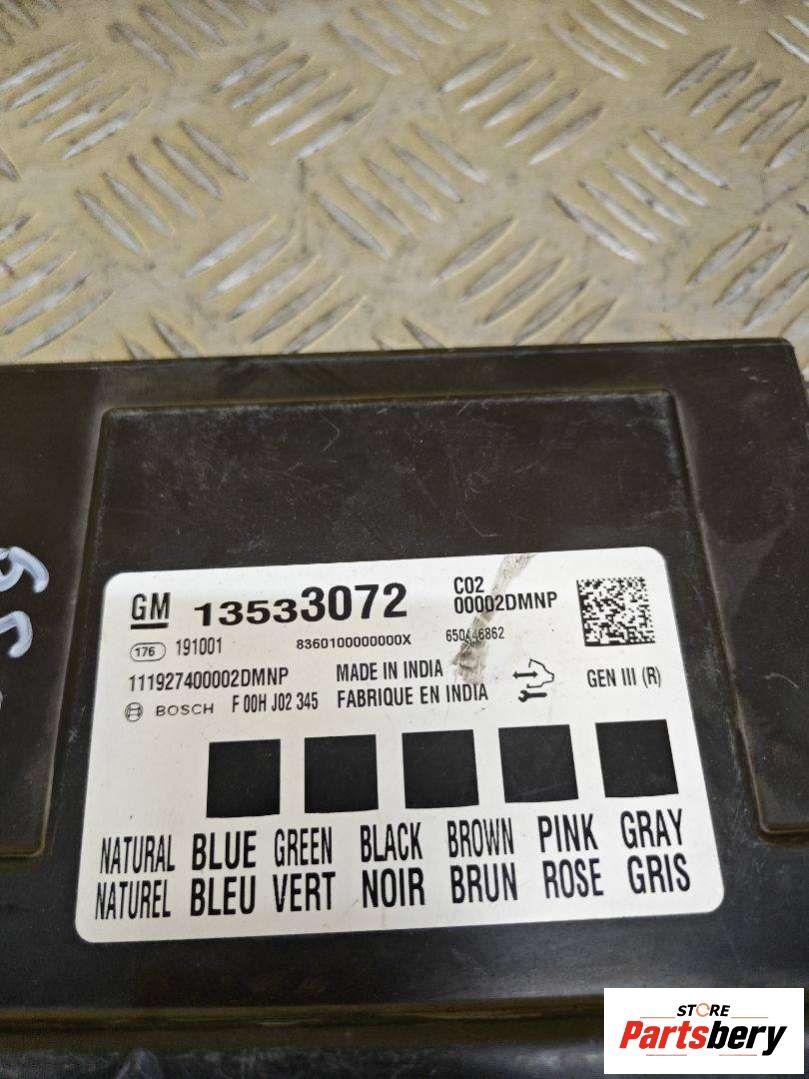 GM 13533072 C02
00002DMNP
176 191001 8360100000000X
111927400002DMNP MADE IN INDIA GEN III (R)
BOSCH F 00H J02 345 FABRIQUE EN INDIA
NATURAL BLUE GREEN BLACK BROWN PINK GRAY
NATUREL BLEU VERT NOIR BRUN ROSE GRIS
STORE
Partsbery